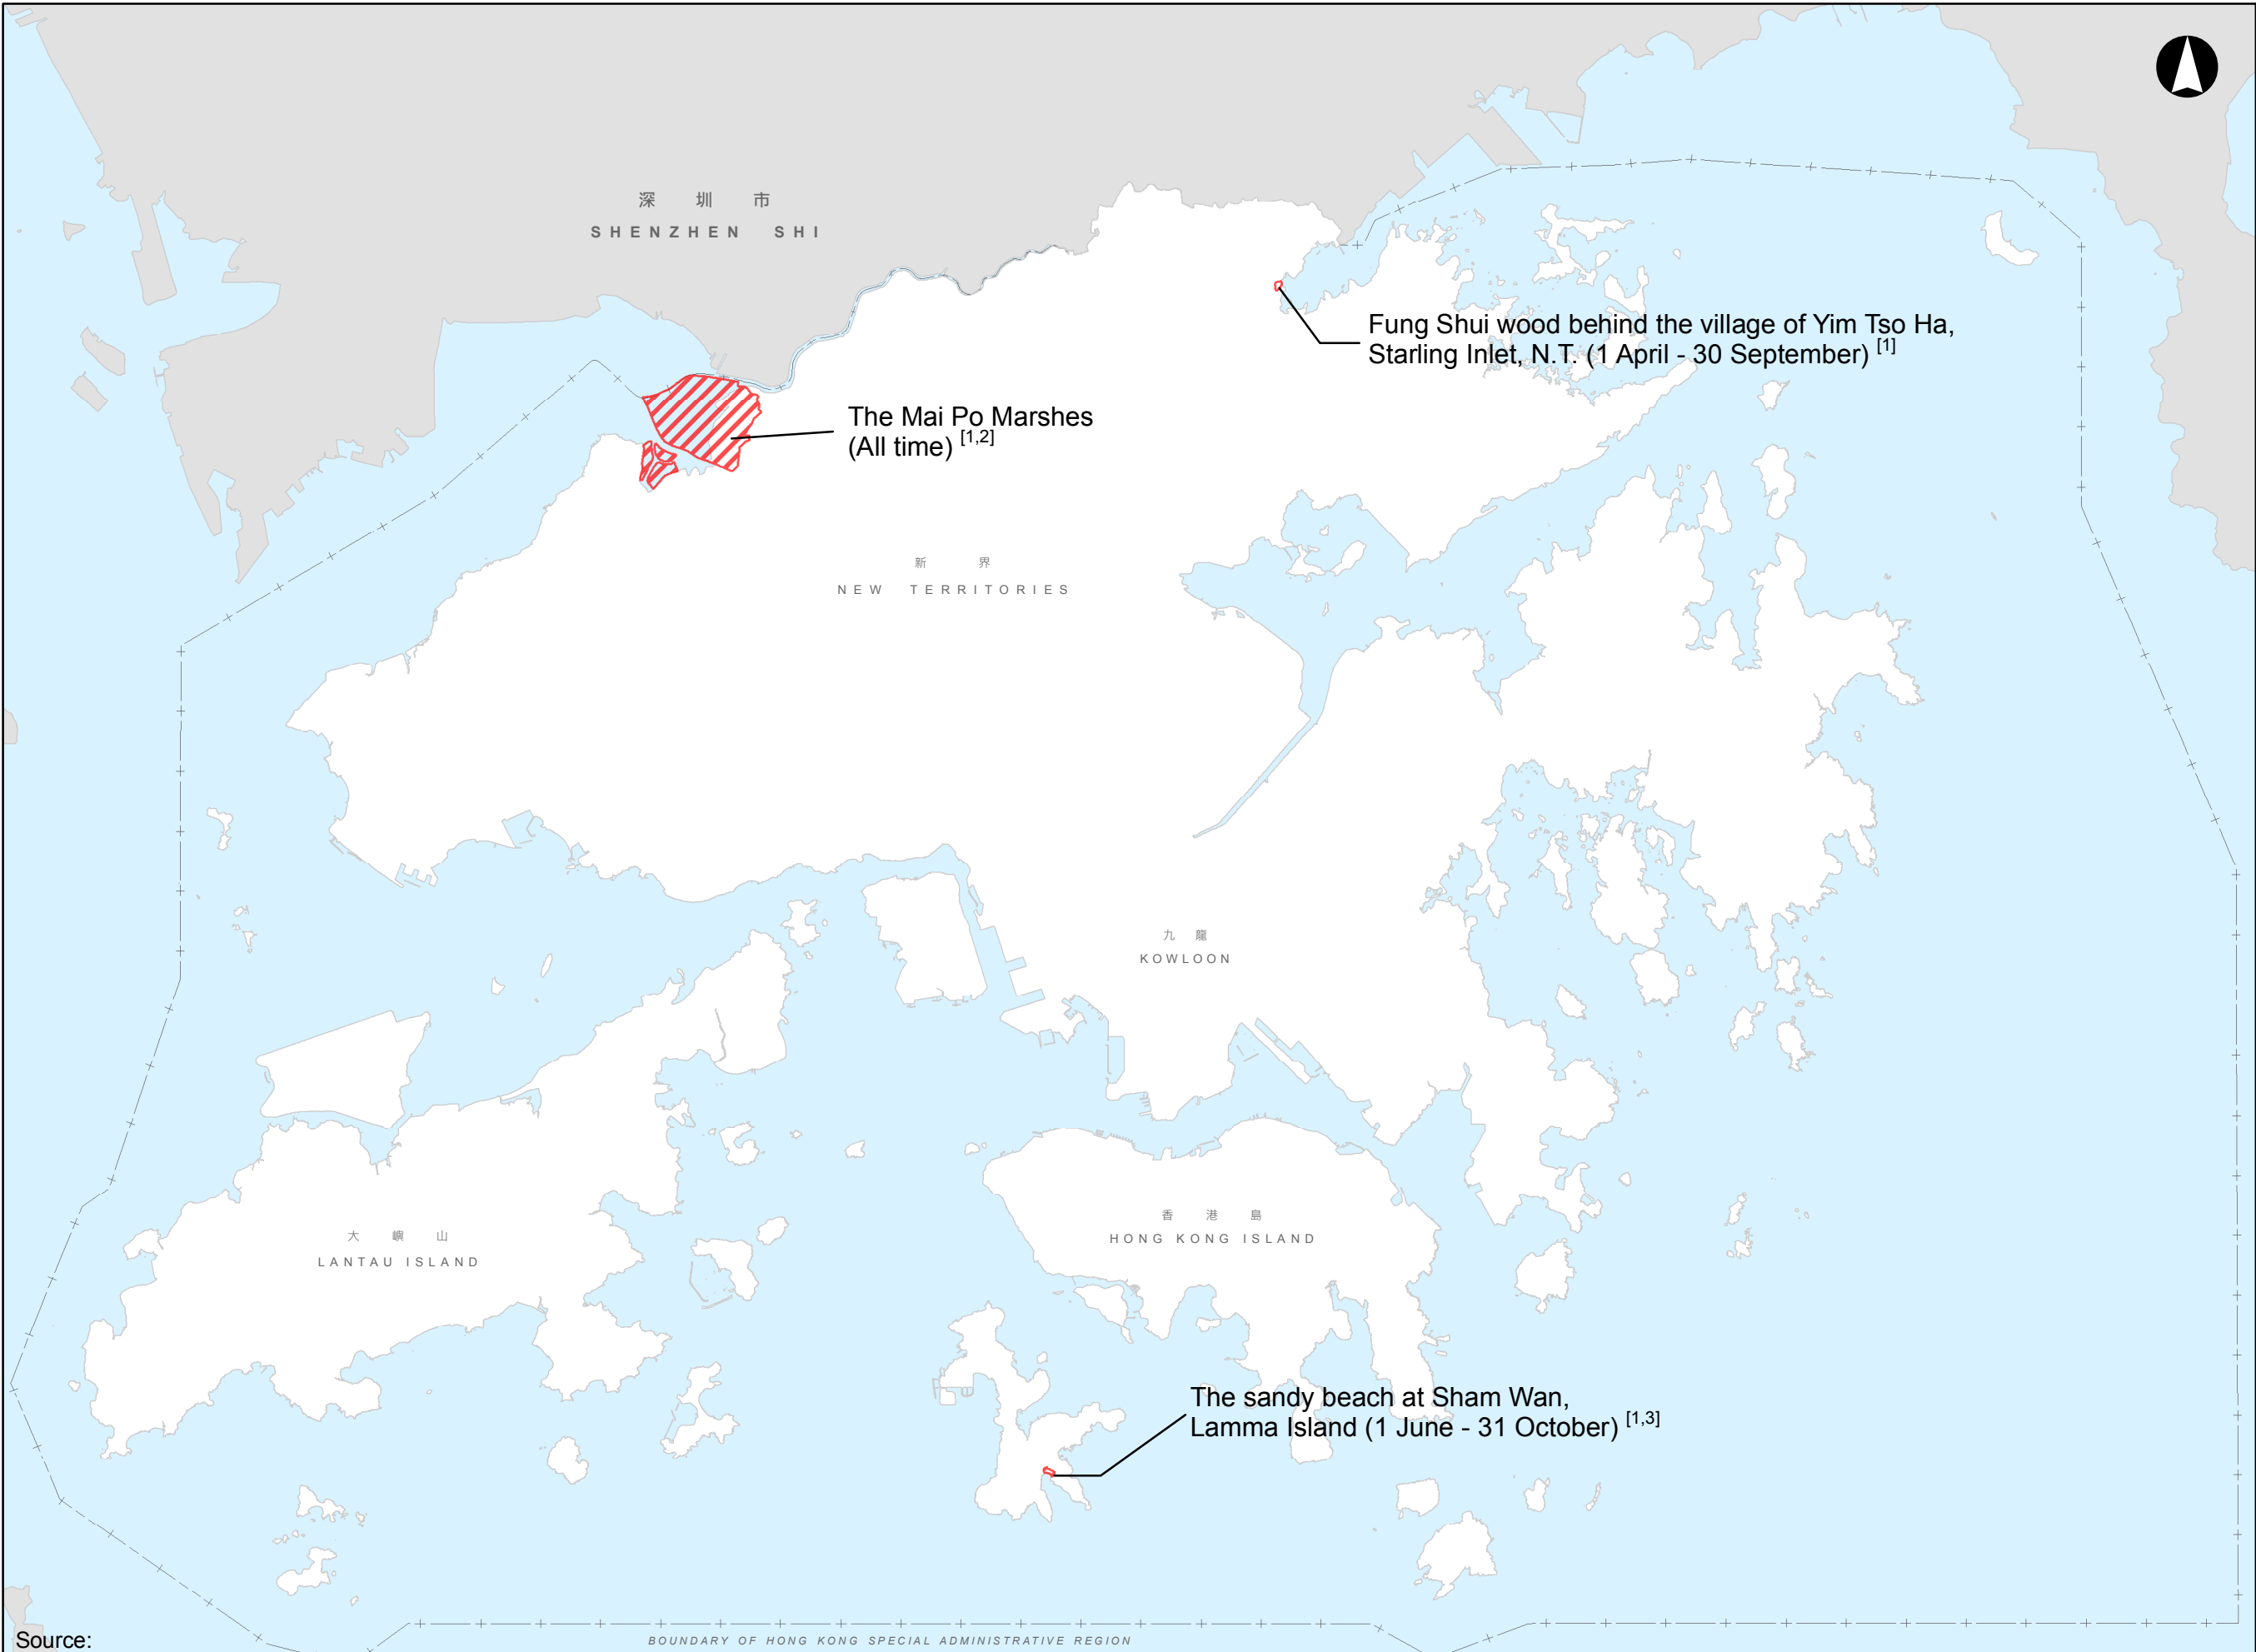 深 圳 市
SHENZHEN SHI
Fung Shui wood behind the village of Yim Tso Ha,
Starling Inlet, N.T. (1 April - 30 September) [1]
The Mai Po Marshes
(All time) [1,2]
新 界
NEW TERRITORIES
九 龍
KOWLOON
香 港 島
HONG KONG ISLAND
大 嶼 山
LANTAU ISLAND
The sandy beach at Sham Wan,
Lamma Island (1 June - 31 October) [1,3]
Source:
BOUNDARY OF HONG KONG SPECIAL ADMINISTRATIVE REGION